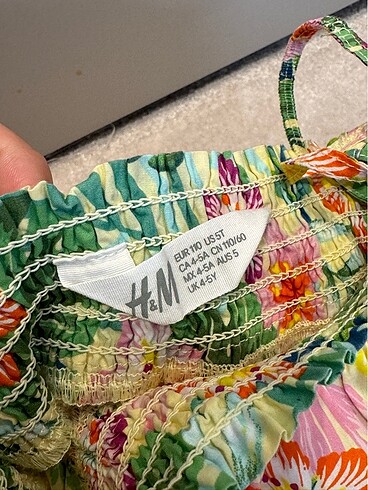 H&M
EUR 110 US 5T
CA 4-5A CN 110/60
MX 4-5A AUS 5
UK 4-5Y